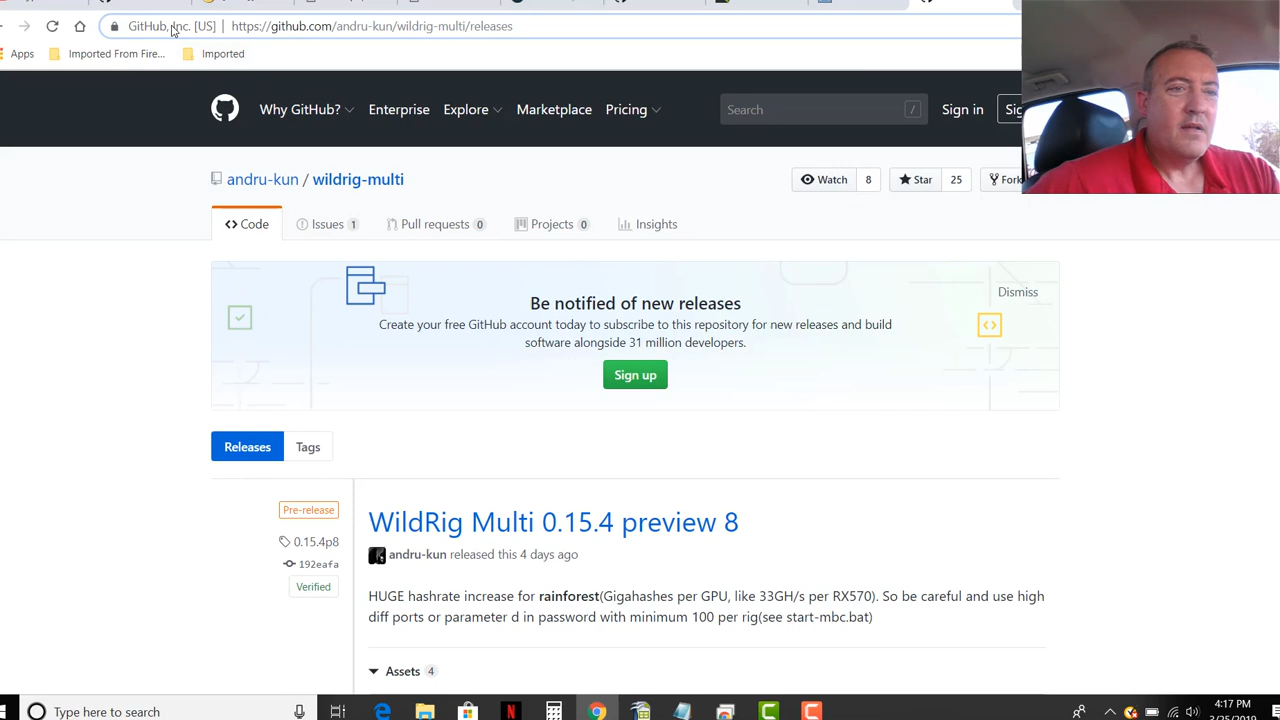 GitHub, Inc. [US] | https://github.com/andru-kun/wildrig-multi/releases
Apps Imported From Fire... Imported
Why GitHub? Enterprise Explore Marketplace Pricing Search / Sign in Sig
andru-kun / wildrig-multi
Watch 8 Star 25 Fork
Code Issues 1 Pull requests 0 Projects 0 Insights
Be notified of new releases
Dismiss
Create your free GitHub account today to subscribe to this repository for new releases and build
software alongside 31 million developers.
Sign up
Releases Tags
Pre-release
0.15.4p8
192eafa
Verified
WildRig Multi 0.15.4 preview 8
andru-kun released this 4 days ago
HUGE hashrate increase for rainforest(Gigahashes per GPU, like 33GH/s per RX570). So be careful and use high
diff ports or parameter d in password with minimum 100 per rig(see start-mbc.bat)
Assets 4
Type here to search
4:17 PM
2/25/2019